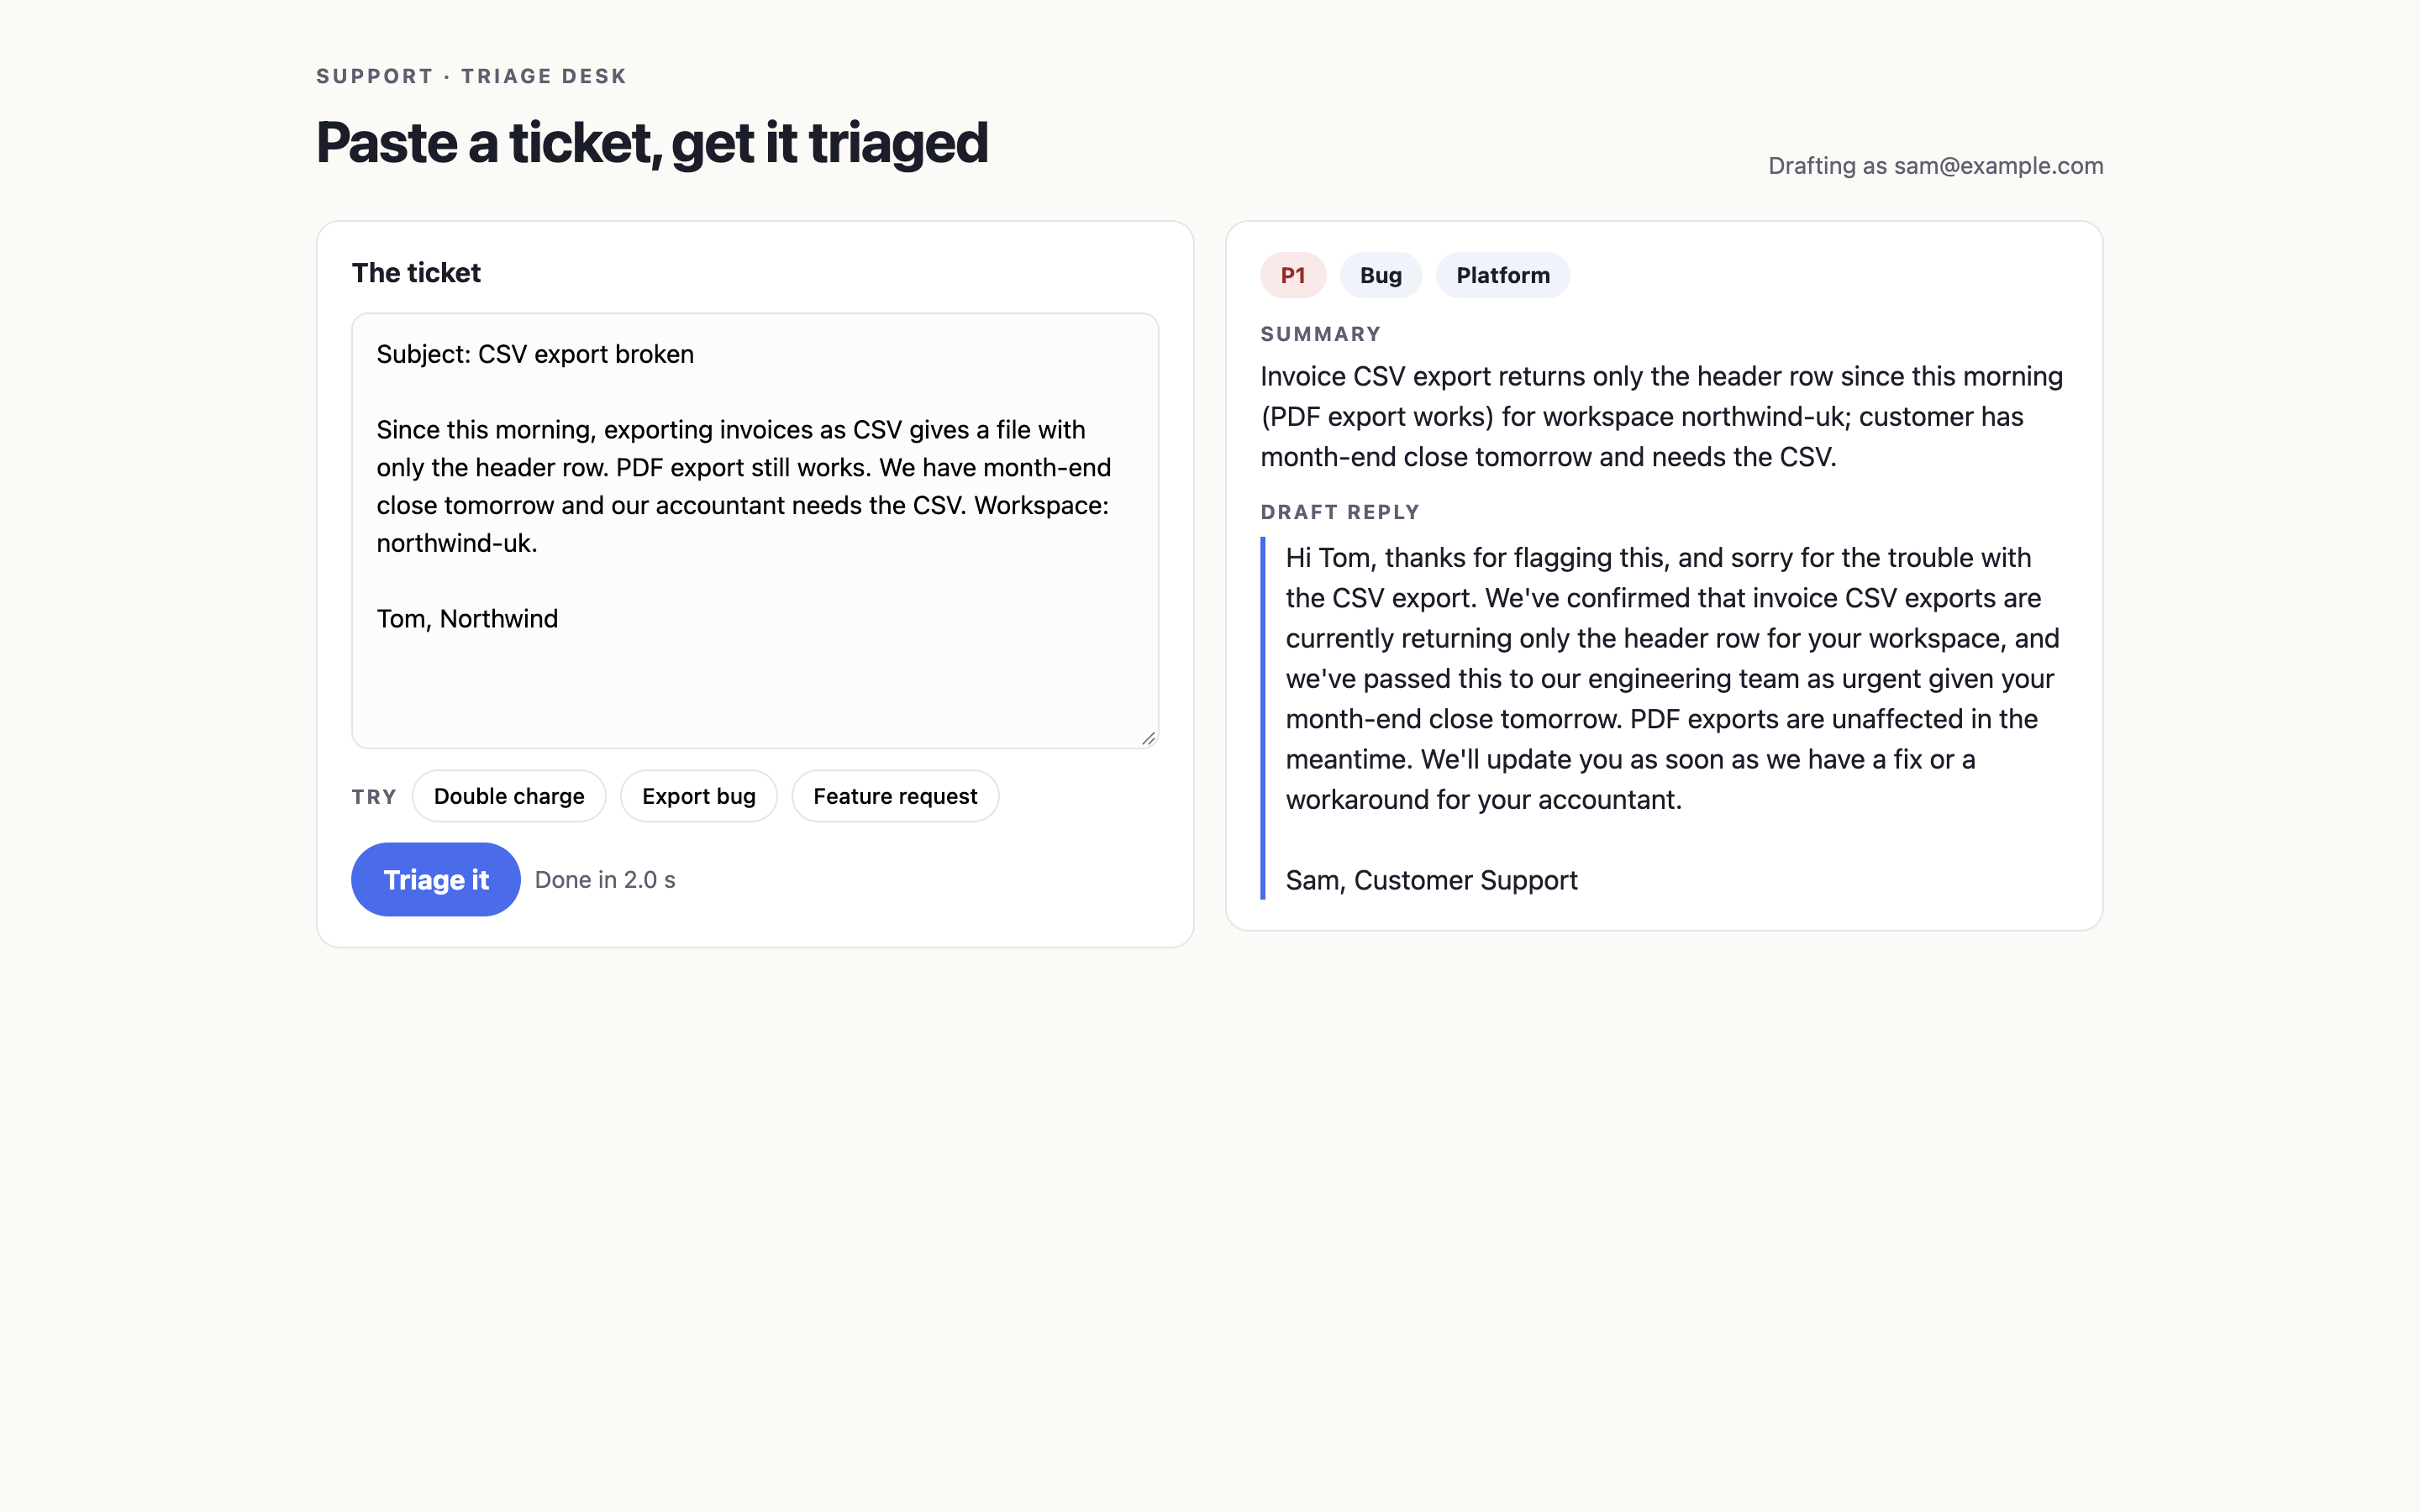 SUPPORT · TRIAGE DESK
Paste a ticket, get it triaged
Drafting as sam@example.com
The ticket
Subject: CSV export broken
Since this morning, exporting invoices as CSV gives a file with
only the header row. PDF export still works. We have month-end
close tomorrow and our accountant needs the CSV. Workspace:
northwind-uk.
Tom, Northwind
TRY
Double charge
Export bug
Feature request
Triage it
Done in 2.0 s
P1
Bug
Platform
SUMMARY
Invoice CSV export returns only the header row since this morning
(PDF export works) for workspace northwind-uk; customer has
month-end close tomorrow and needs the CSV.
DRAFT REPLY
Hi Tom, thanks for flagging this, and sorry for the trouble with
the CSV export. We've confirmed that invoice CSV exports are
currently returning only the header row for your workspace, and
we've passed this to our engineering team as urgent given your
month-end close tomorrow. PDF exports are unaffected in the
meantime. We'll update you as soon as we have a fix or a
workaround for your accountant.
Sam, Customer Support